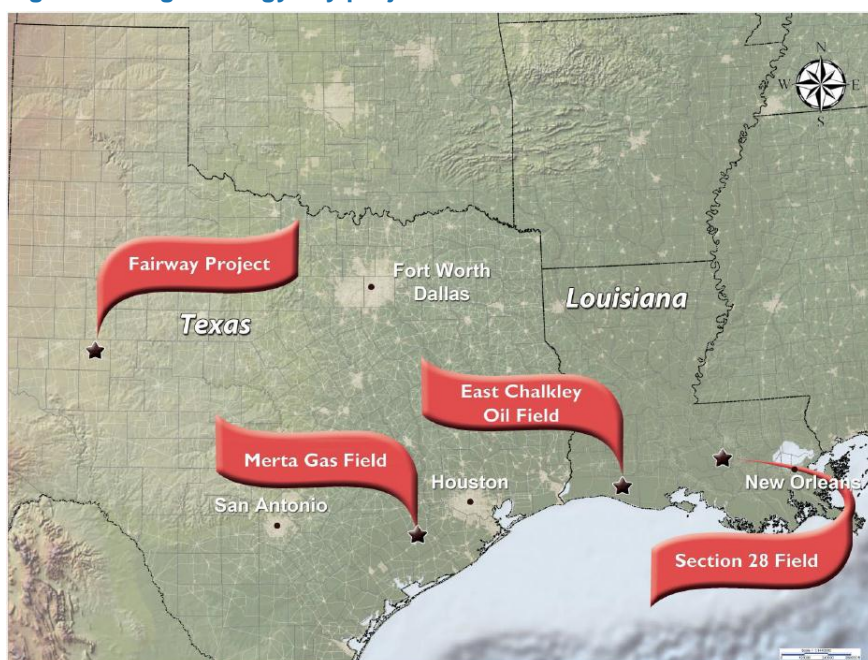 N
W
E
S
Fairway Project
Fort Worth
Dallas
Louisiana
Texas
East Chalkley
Oil Field
Merta Gas Field
Houston
New Orleans
San Antonio
Section 28 Field